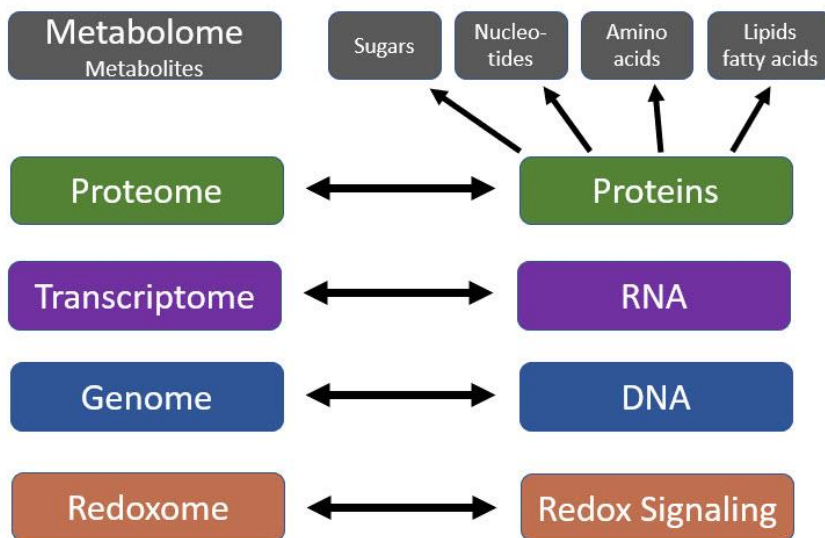 Metabolome
Metabolites
Sugars
Nucleo-
tides
Amino
acids
Lipids
fatty acids
Proteome
Proteins
Transcriptome
RNA
Genome
DNA
Redoxome
Redox Signaling